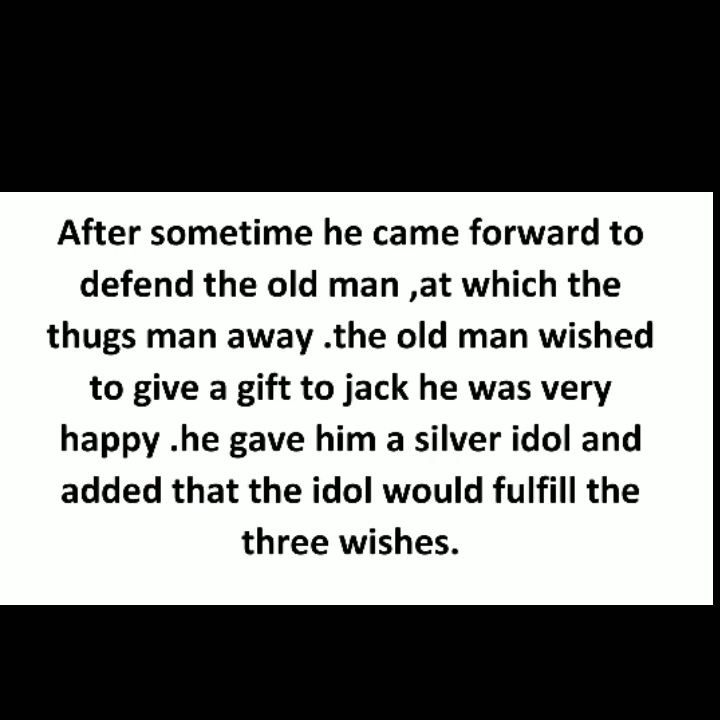 After sometime he came forward to
defend the old man ,at which the
thugs man away .the old man wished
to give a gift to jack he was very
happy .he gave him a silver idol and
added that the idol would fulfill the
three wishes.